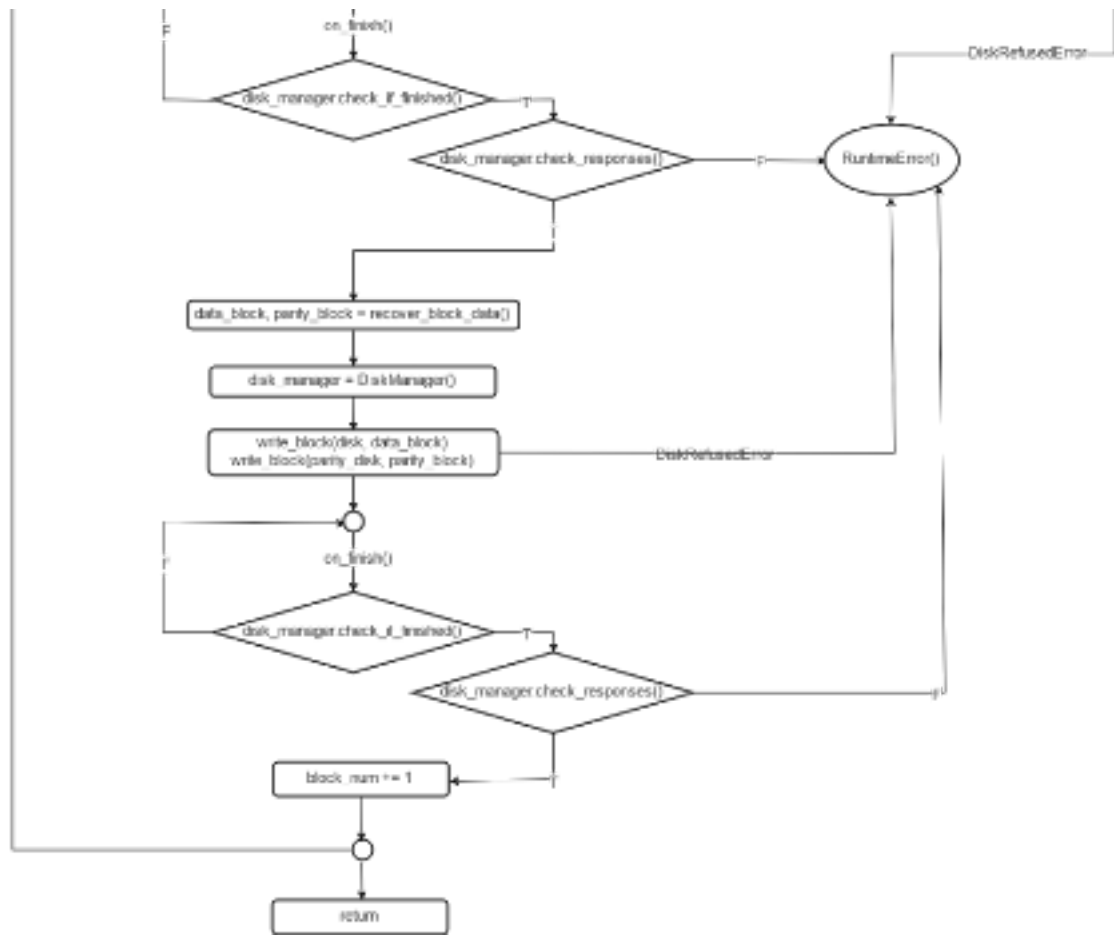 F
on_finish()
DiskRefusedError
disk_manager.check_if_finished()
T
disk_manager.check_responses()
F
RuntimeError()
data_block, parity_block = recover_block_data()
disk_manager = DiskManager()
write_block(disk, data_block)
write_block(parity_disk, parity_block)
DiskRefusedError
F
on_finish()
disk_manager.check_if_finished()
T
disk_manager.check_responses()
F
T
block_num += 1
return